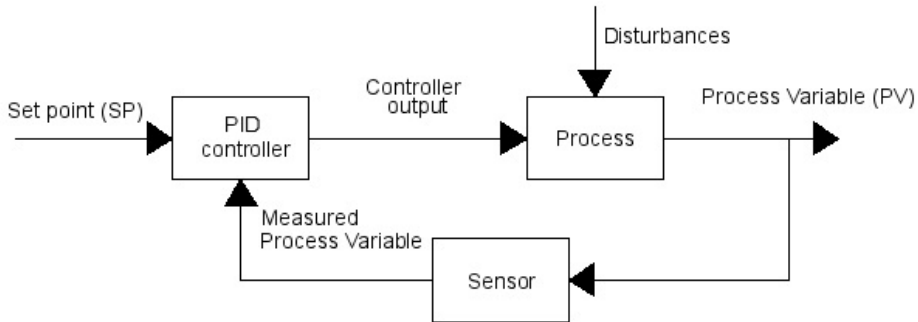 Disturbances
Set point (SP)
PID
controller
Controller
output
Process
Process Variable (PV)
Measured
Process Variable
Sensor